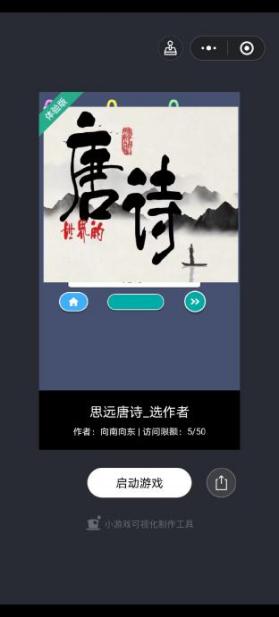 体验版
唐诗
世界的
思远唐诗_选作者
作者：向南向东 | 访问限额：5/50
启动游戏
小游戏可视化制作工具